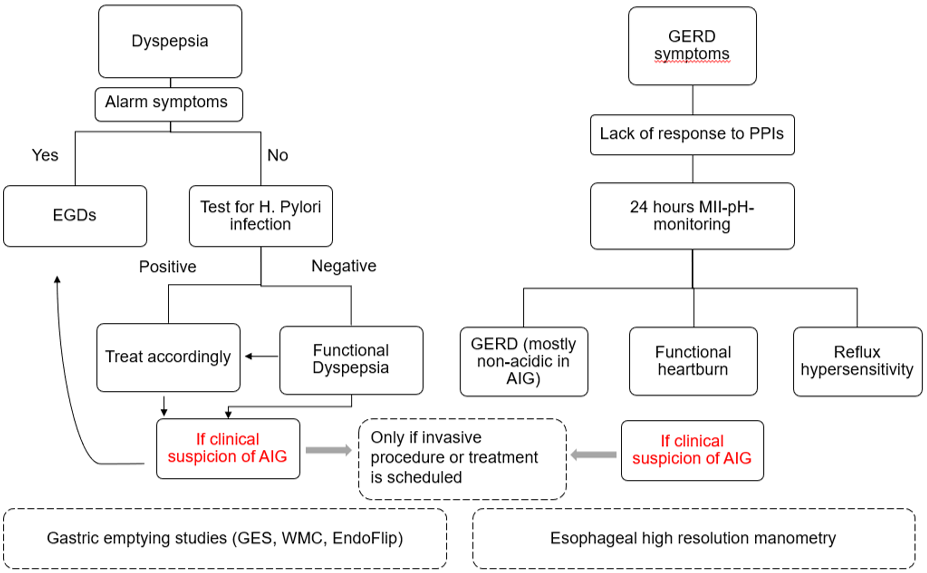 Dyspepsia
Alarm symptoms
Yes
No
EGDs
Test for H. Pylori
infection
Positive
Negative
Treat accordingly
Functional
Dyspepsia
If clinical
suspicion of AIG
GERD
symptoms
Lack of response to PPIs
24 hours MII-pH-
monitoring
GERD (mostly
non-acidic in
AIG)
Functional
heartburn
Reflux
hypersensitivity
Only if invasive
procedure or treatment
is scheduled
If clinical
suspicion of AIG
Gastric emptying studies (GES, WMC, EndoFlip)
Esophageal high resolution manometry